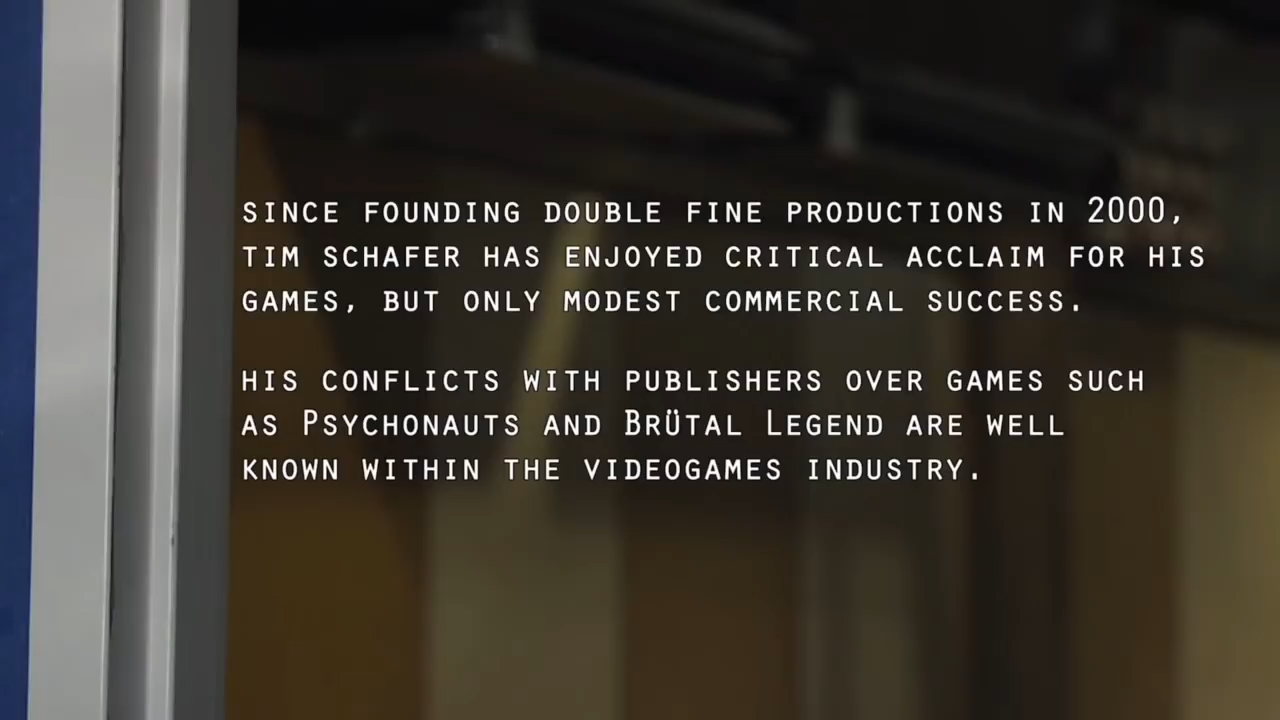 SINCE FOUNDING DOUBLE FINE PRODUCTIONS IN 2000,
TIM SCHAFER HAS ENJOYED CRITICAL ACCLAIM FOR HIS
GAMES, BUT ONLY MODEST COMMERCIAL SUCCESS.
HIS CONFLICTS WITH PUBLISHERS OVER GAMES SUCH
AS PSYCHONAUTS AND BRÜTAL LEGEND ARE WELL
KNOWN WITHIN THE VIDEOGAMES INDUSTRY.